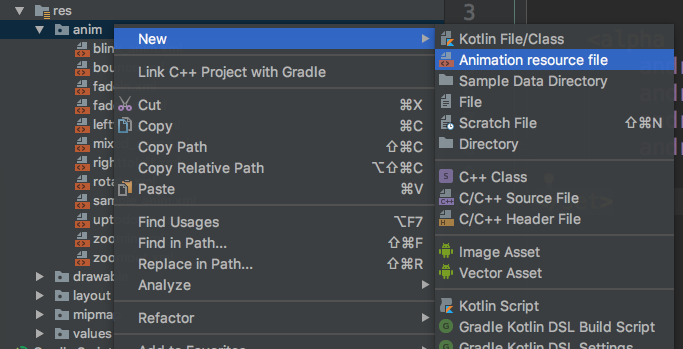 res
anim
blin
bou
fad
fad
left
mix
righ
rota
sam
upt
zoo
zoo
drawab
layout
mipma
values
New
Link C++ Project with Gradle
Cut ⌘X
Copy ⌘C
Copy Path ⇧⌘C
Copy Relative Path ⌥⇧⌘C
Paste ⌘V
Find Usages ⌥F7
Find in Path... ⇧⌘F
Replace in Path... ⇧⌘R
Analyze
Refactor
Add to Favorites
Kotlin File/Class
Animation resource file
Sample Data Directory
File
Scratch File ⇧⌘N
Directory
C++ Class
C/C++ Source File
C/C++ Header File
Image Asset
Vector Asset
Kotlin Script
Gradle Kotlin DSL Build Script
Gradle Kotlin DSL Settings
3